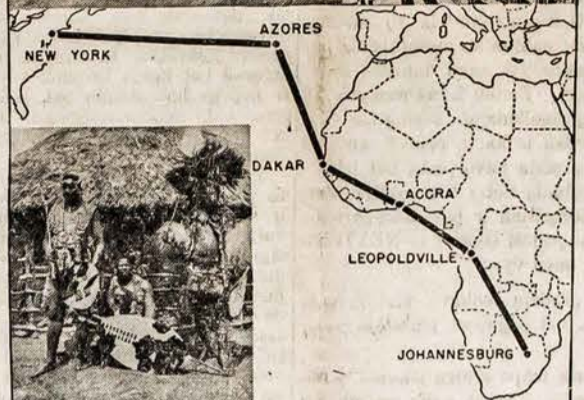 NEW YORK
AZORES
DAKAR
ACCRA
LEOPOLDVILLE
JOHANNESBURG